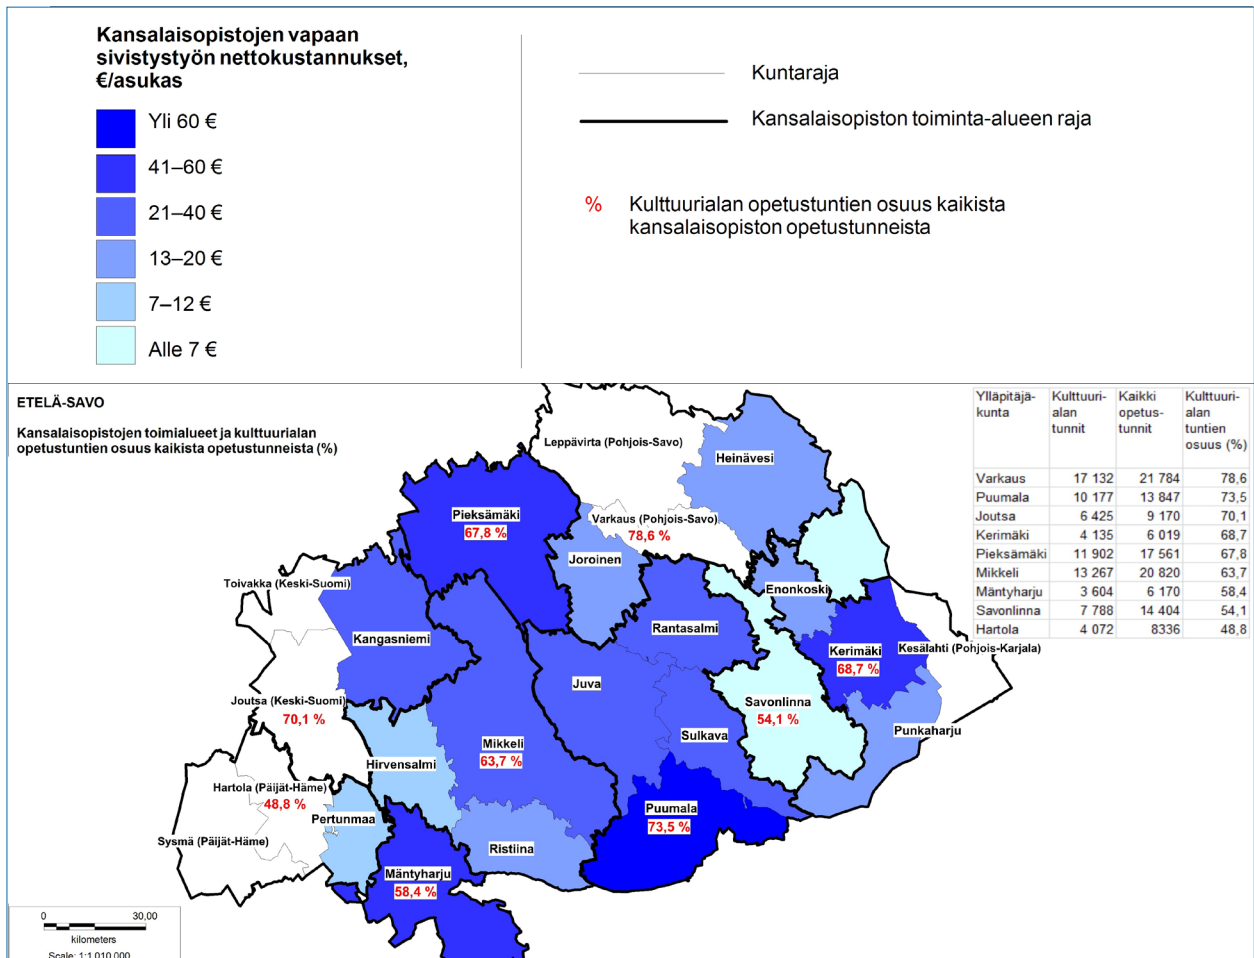 Kansalaisopistojen vapaan
sivistystyön nettokustannukset,
€/asukas
Yli 60 €
41–60 €
21–40 €
13–20 €
7–12 €
Alle 7 €
Kuntaraja
Kansalaisopiston toiminta-alueen raja
% Kulttuurialan opetustuntien osuus kaikista
kansalaisopiston opetustunneista
ETELÄ-SAVO
Kansalaisopistojen toimialueet ja kulttuurialan
opetustuntien osuus kaikista opetustunneista (%)
Ylläpitäjä- Kulttuuri- Kaikki Kulttuuri-
kunta alan opetus- alan
tunnit tunnit tuntien
osuus (%)
Varkaus 17 132 21 784 78,6
Puumala 10 177 13 847 73,5
Joutsa 6 425 9 170 70,1
Kerimäki 4 135 6 019 68,7
Pieksämäki 11 902 17 561 67,8
Mikkeli 13 267 20 820 63,7
Mäntyharju 3 604 6 170 58,4
Savonlinna 7 788 14 404 54,1
Hartola 4 072 8336 48,8
Leppävirta (Pohjois-Savo)
Heinävesi
Pieksämäki
67,8 %
Varkaus (Pohjois-Savo)
78,6 %
Joroinen
Toivakka (Keski-Suomi)
Enonkoski
Rantasalmi
Kangasniemi
Kerimäki
68,7 %
Kesälahti (Pohjois-Karjala)
Juva
Joutsa (Keski-Suomi)
70,1 %
Savonlinna
54,1 %
Punkaharju
Sulkava
Mikkeli
63,7 %
Hirvensalmi
Hartola (Päijät-Häme)
48,8 %
Puumala
73,5 %
Pertunmaa
Sysmä (Päijät-Häme)
Ristiina
Mäntyharju
58,4 %
0 30,00
kilometers
Scale: 1:1 010 000